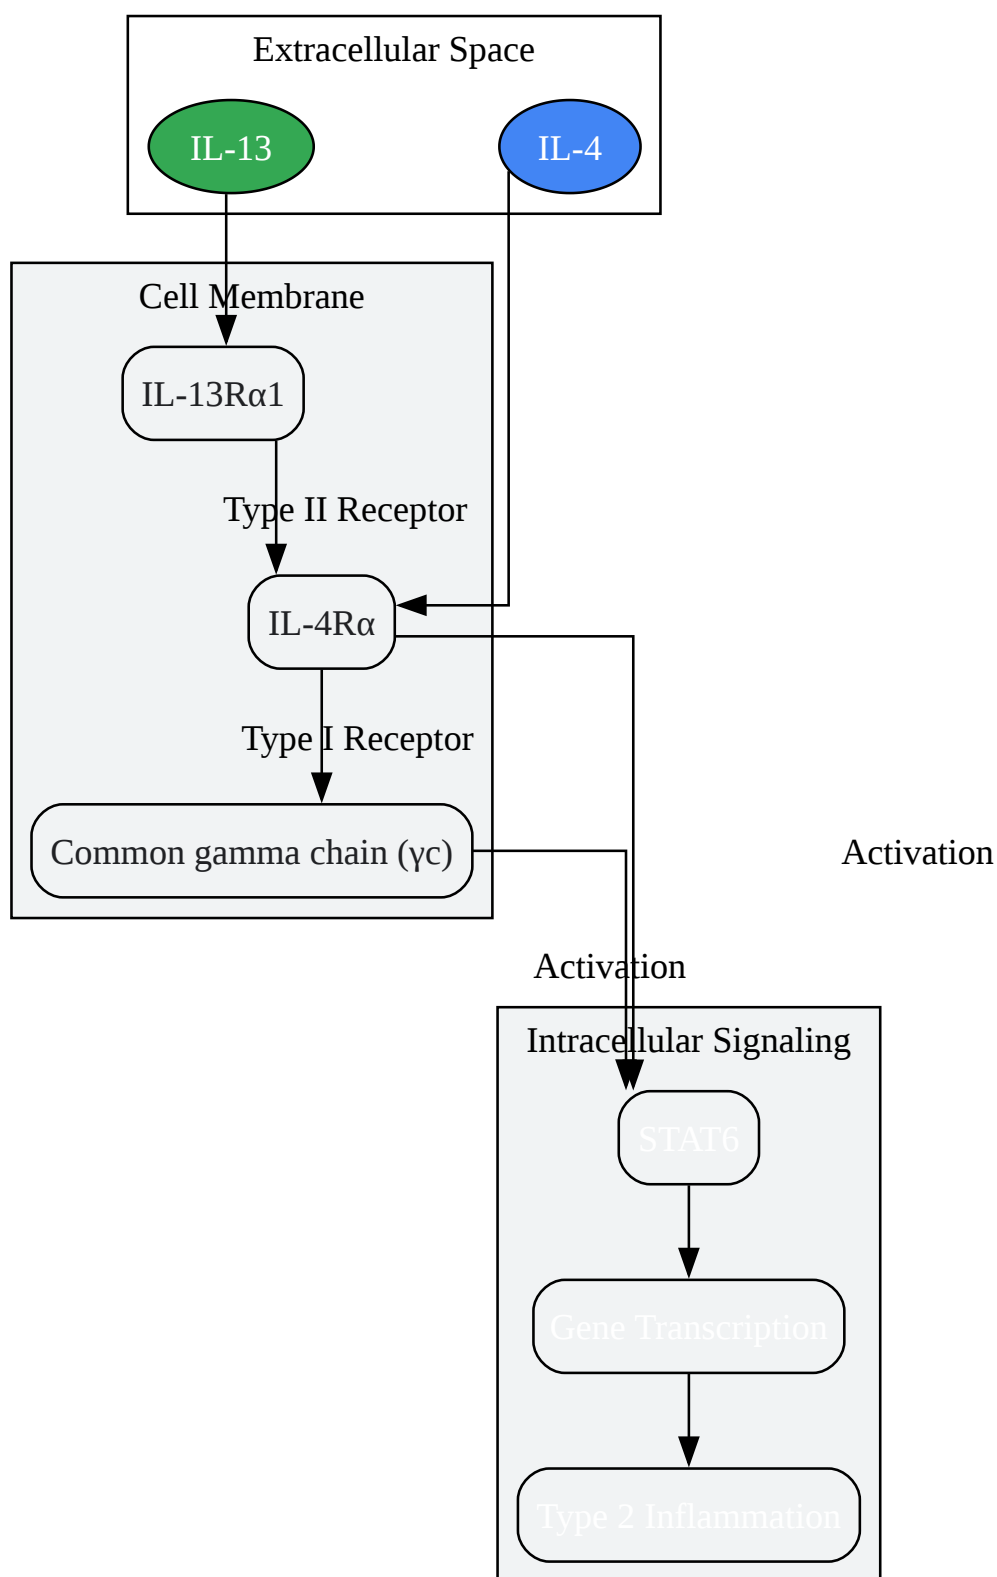 Extracellular Space
IL-13
IL-4
Cell Membrane
IL-13Rα1
Type II Receptor
IL-4Rα
Type I Receptor
Common gamma chain (γc)
Activation
Activation
Intracellular Signaling
STAT6
Gene Transcription
Type 2 Inflammation